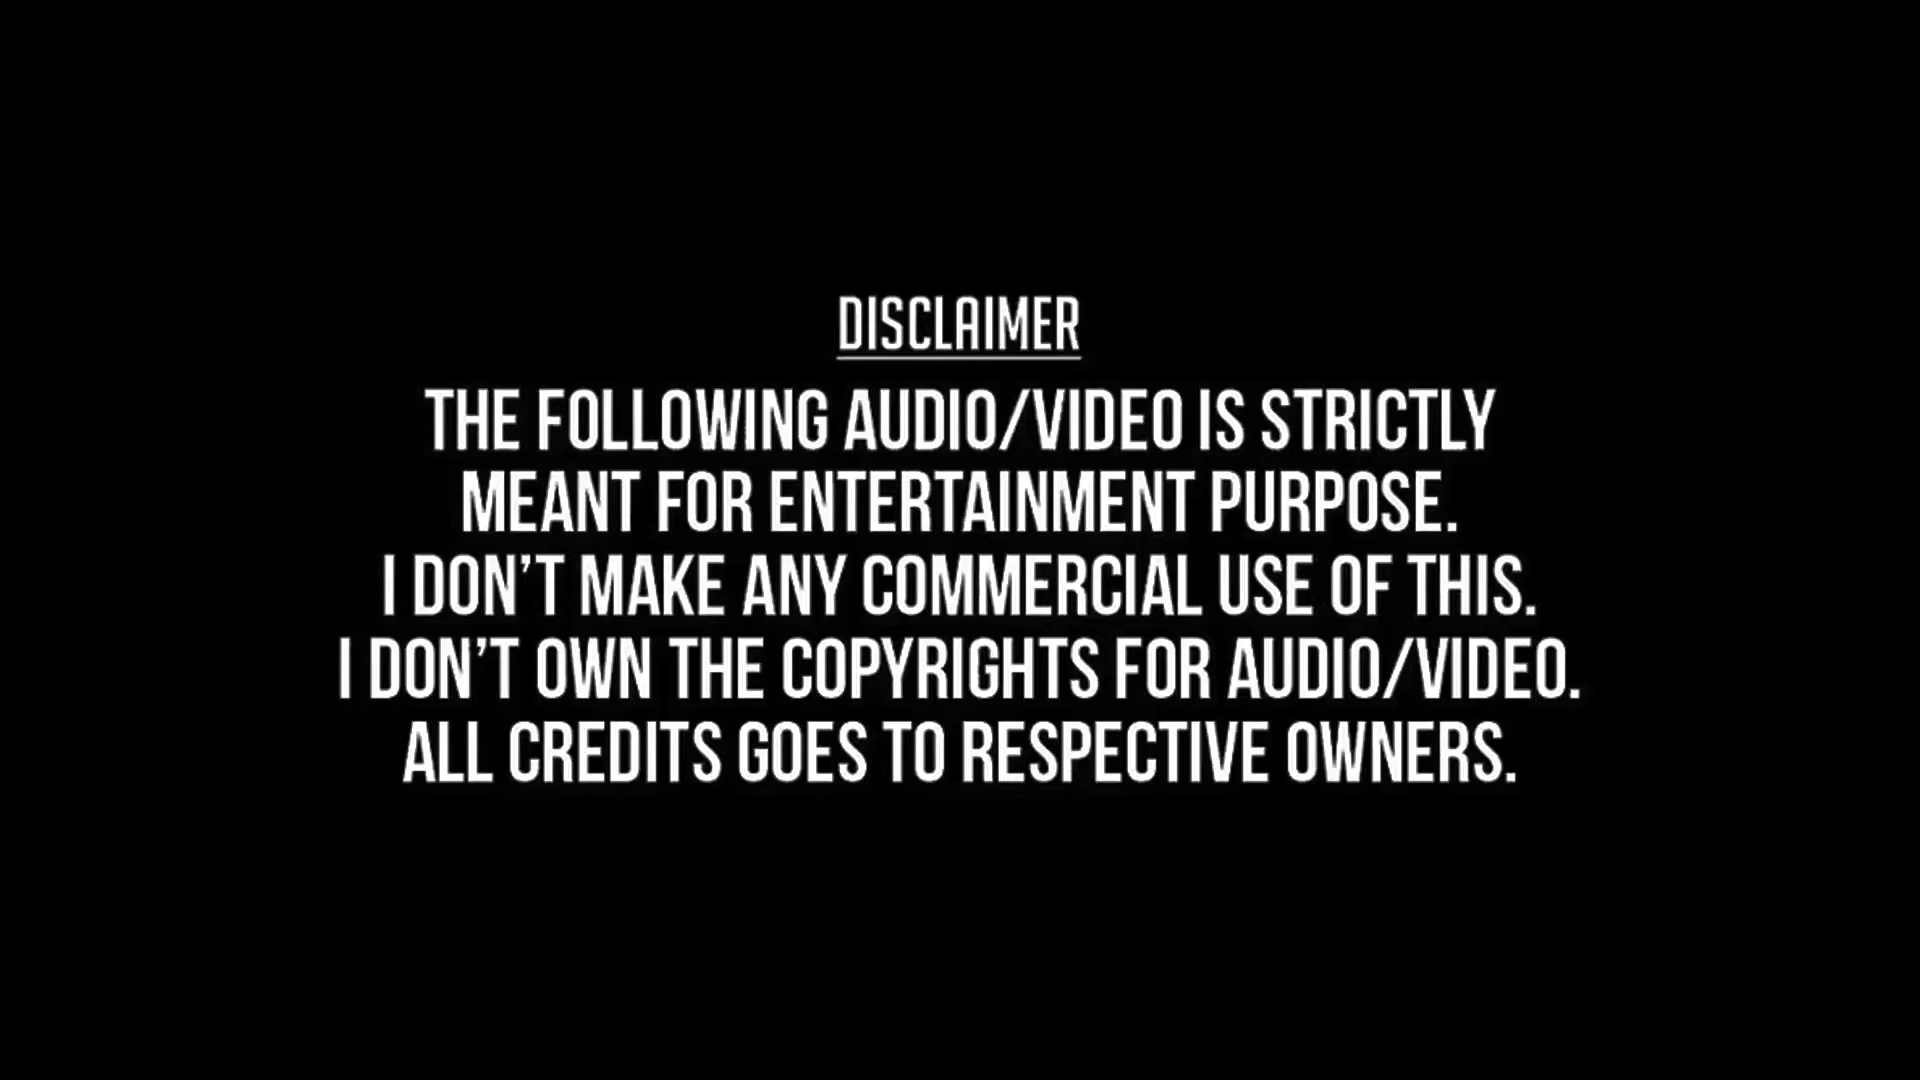 DISCLAIMER
THE FOLLOWING AUDIO/VIDEO IS STRICTLY
MEANT FOR ENTERTAINMENT PURPOSE.
I DON’T MAKE ANY COMMERCIAL USE OF THIS.
I DON’T OWN THE COPYRIGHTS FOR AUDIO/VIDEO.
ALL CREDITS GOES TO RESPECTIVE OWNERS.